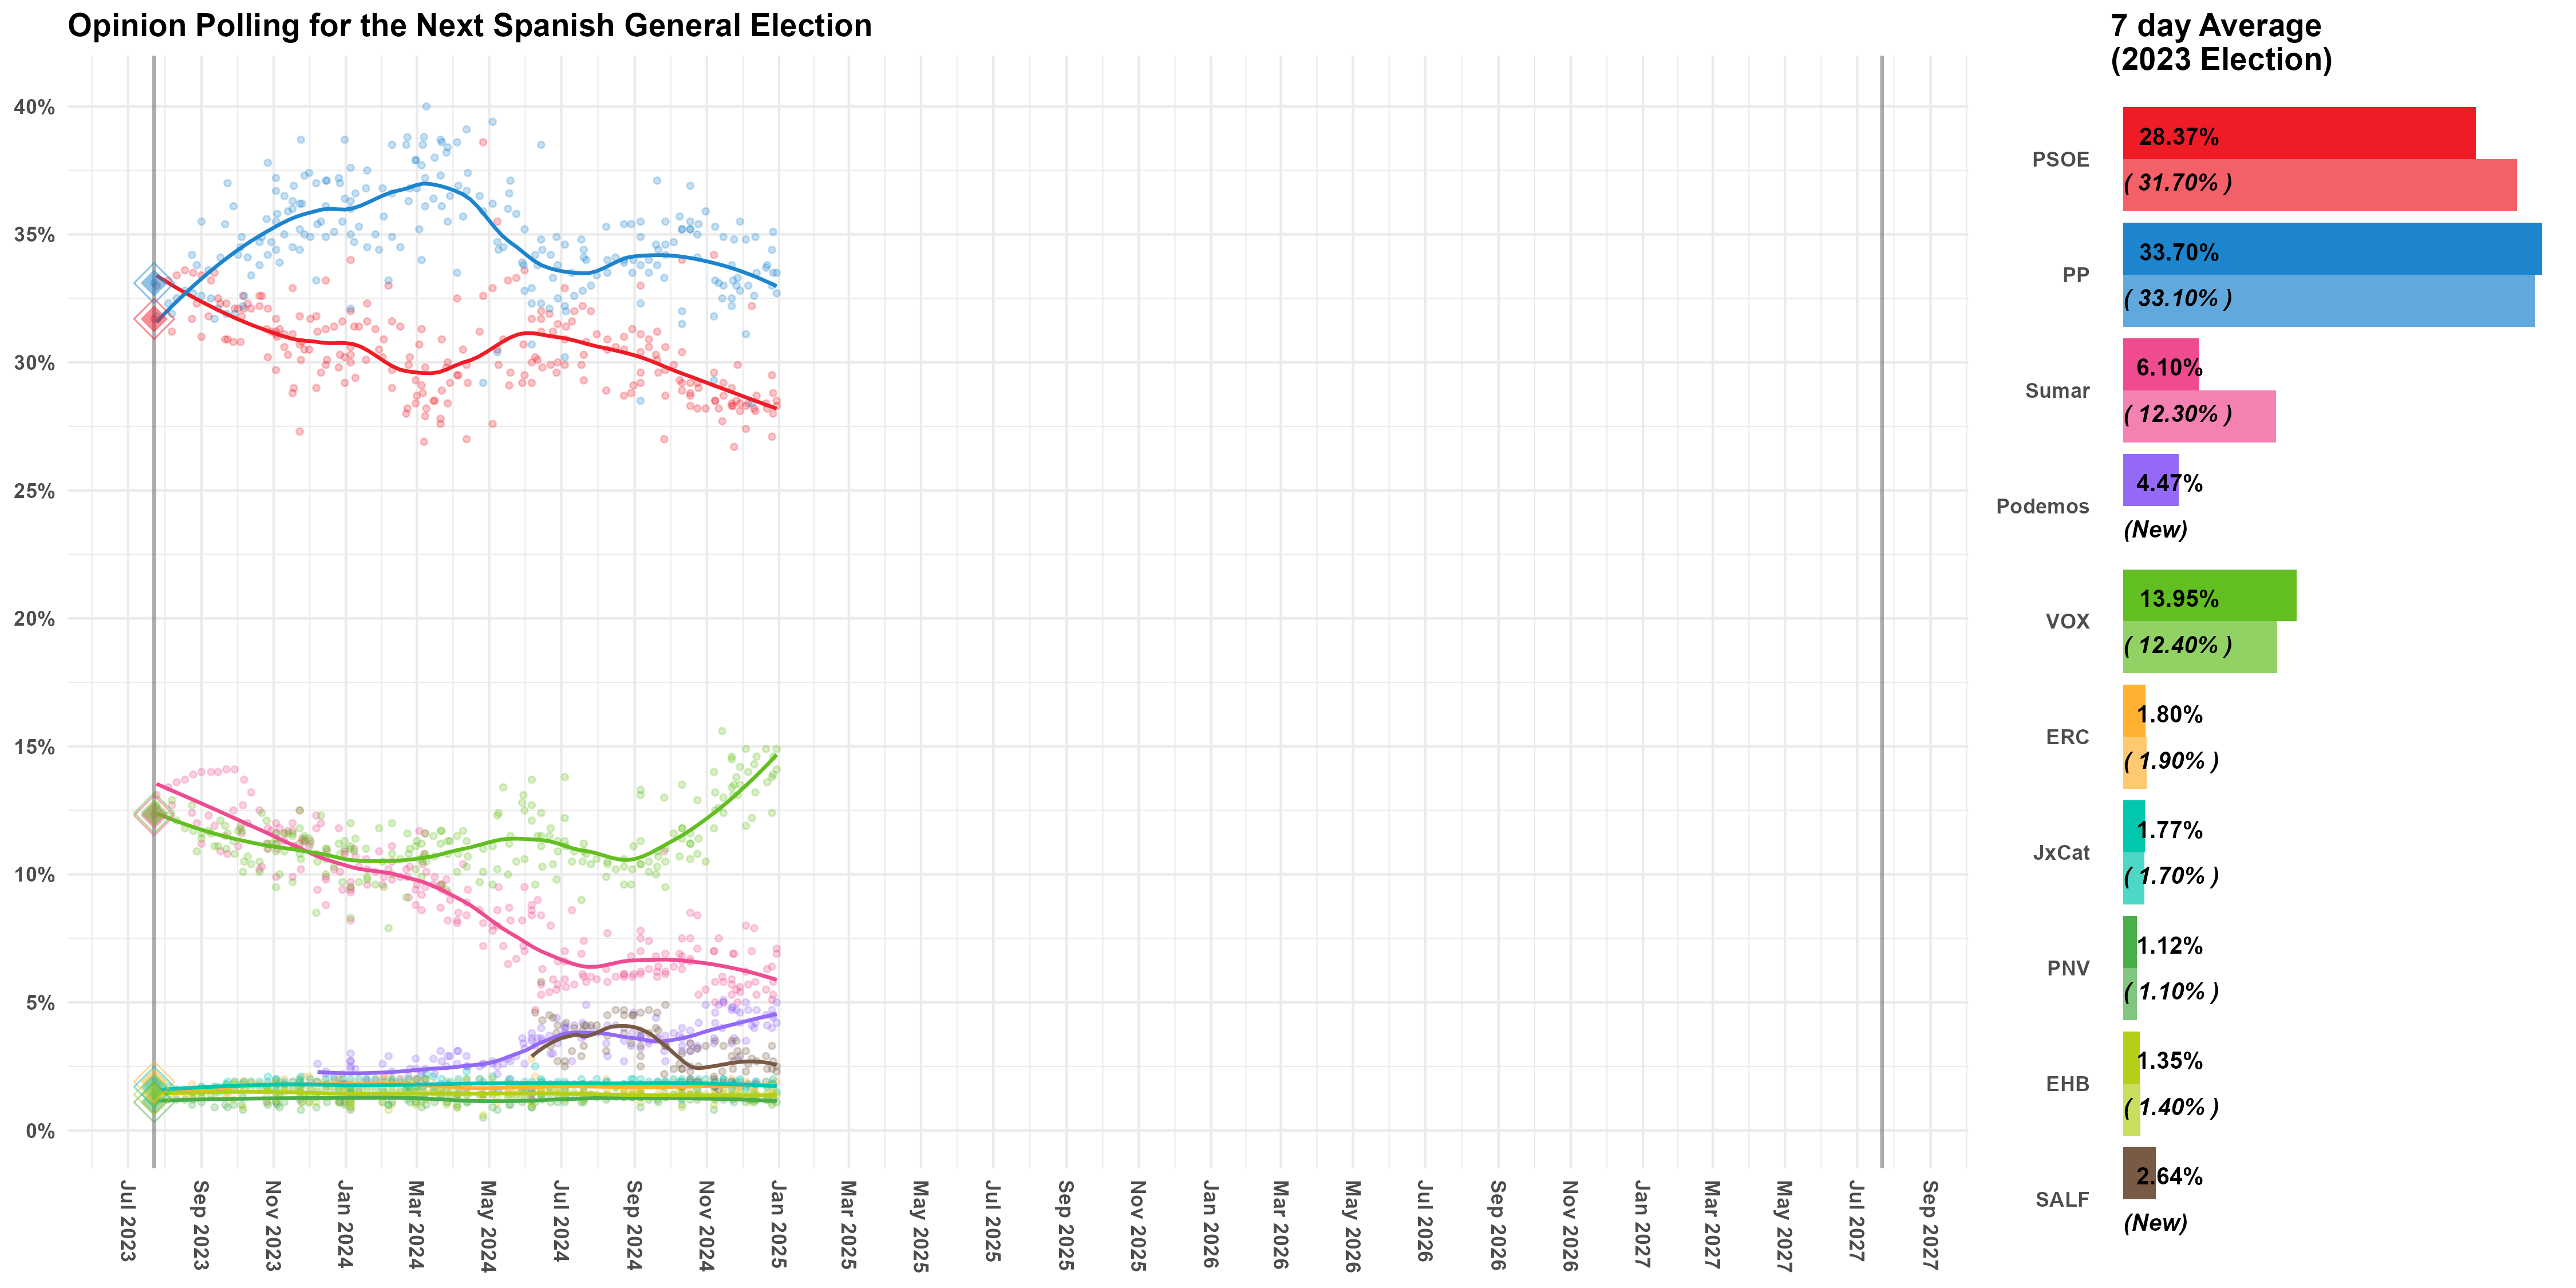 Opinion Polling for the Next Spanish General Election
7 day Average
(2023 Election)
40%
35%
30%
25%
20%
15%
10%
5%
0%
Jul 2023
Sep 2023
Nov 2023
Jan 2024
Mar 2024
May 2024
Jul 2024
Sep 2024
Nov 2024
Jan 2025
Mar 2025
May 2025
Jul 2025
Sep 2025
Nov 2025
Jan 2026
Mar 2026
May 2026
Jul 2026
Sep 2026
Nov 2026
Jan 2027
Mar 2027
May 2027
Jul 2027
Sep 2027
PSOE
28.37%
( 31.70% )
PP
33.70%
( 33.10% )
Sumar
6.10%
( 12.30% )
Podemos
4.47%
(New)
VOX
13.95%
( 12.40% )
ERC
1.80%
( 1.90% )
JxCat
1.77%
( 1.70% )
PNV
1.12%
( 1.10% )
EHB
1.35%
( 1.40% )
SALF
2.64%
(New)